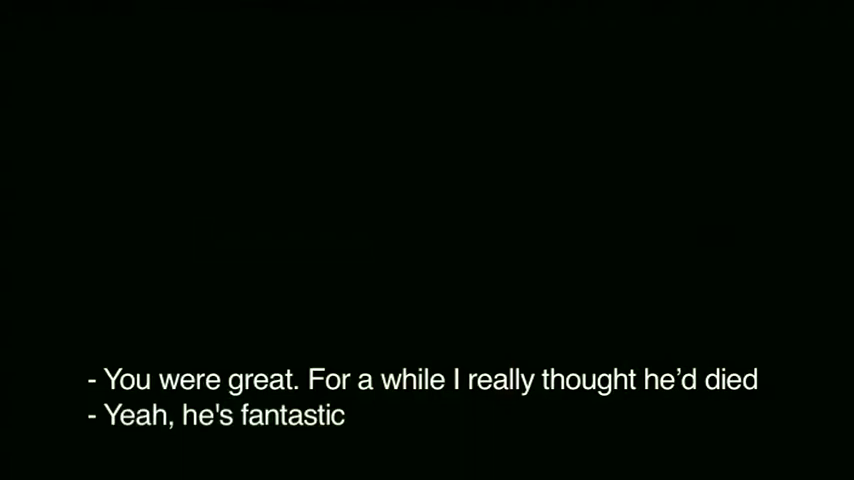 - You were great. For a while I really thought he’d died
- Yeah, he's fantastic